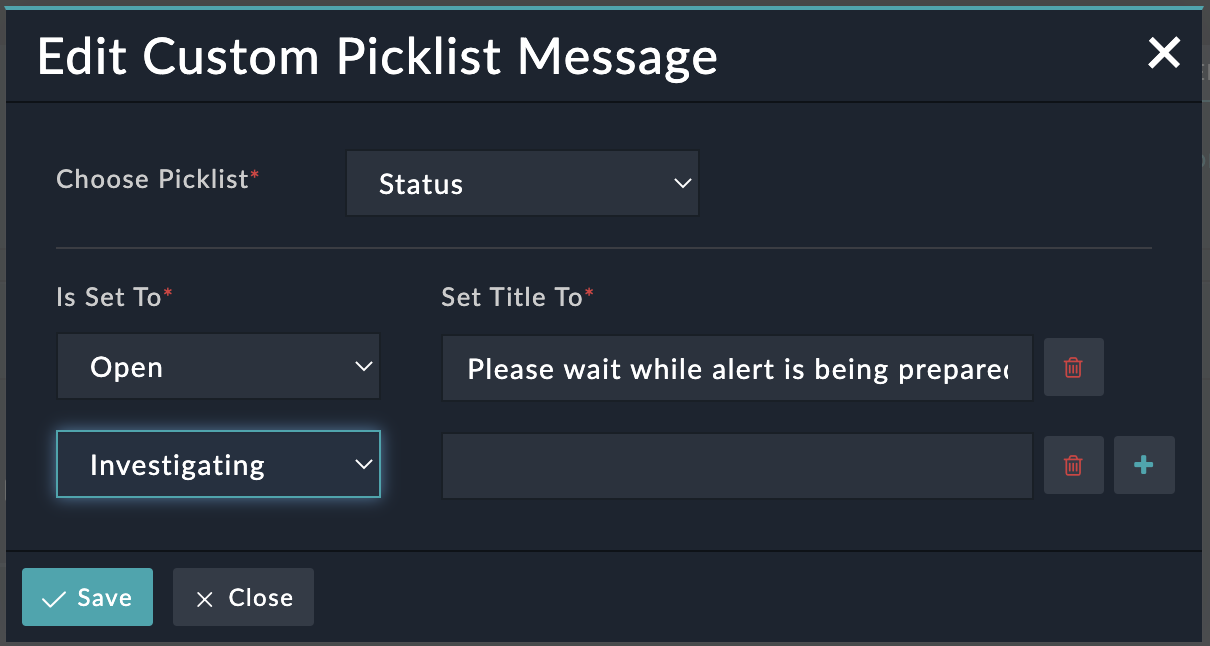 Edit Custom Picklist Message
Choose Picklist*
Status
Is Set To*
Set Title To*
Open
Please wait while alert is being prepared
Investigating
Save
Close